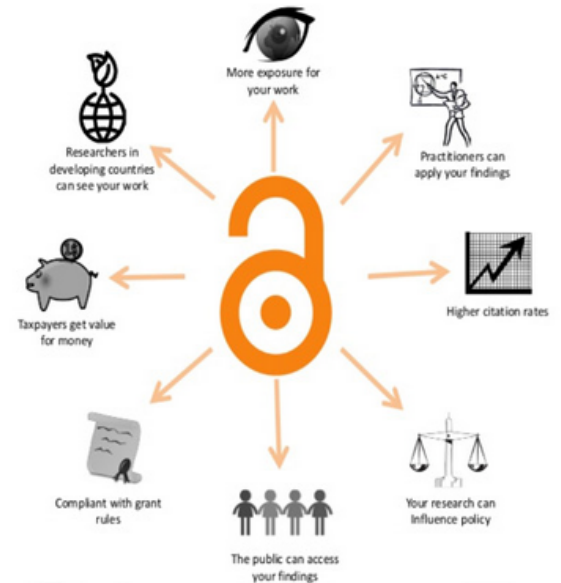 More exposure for
your work
Practitioners can
apply your findings
Higher citation rates
Your research can
Influence policy
The public can access
your findings
Compliant with grant
rules
Taxpayers get value
for money
Researchers in
developing countries
can see your work